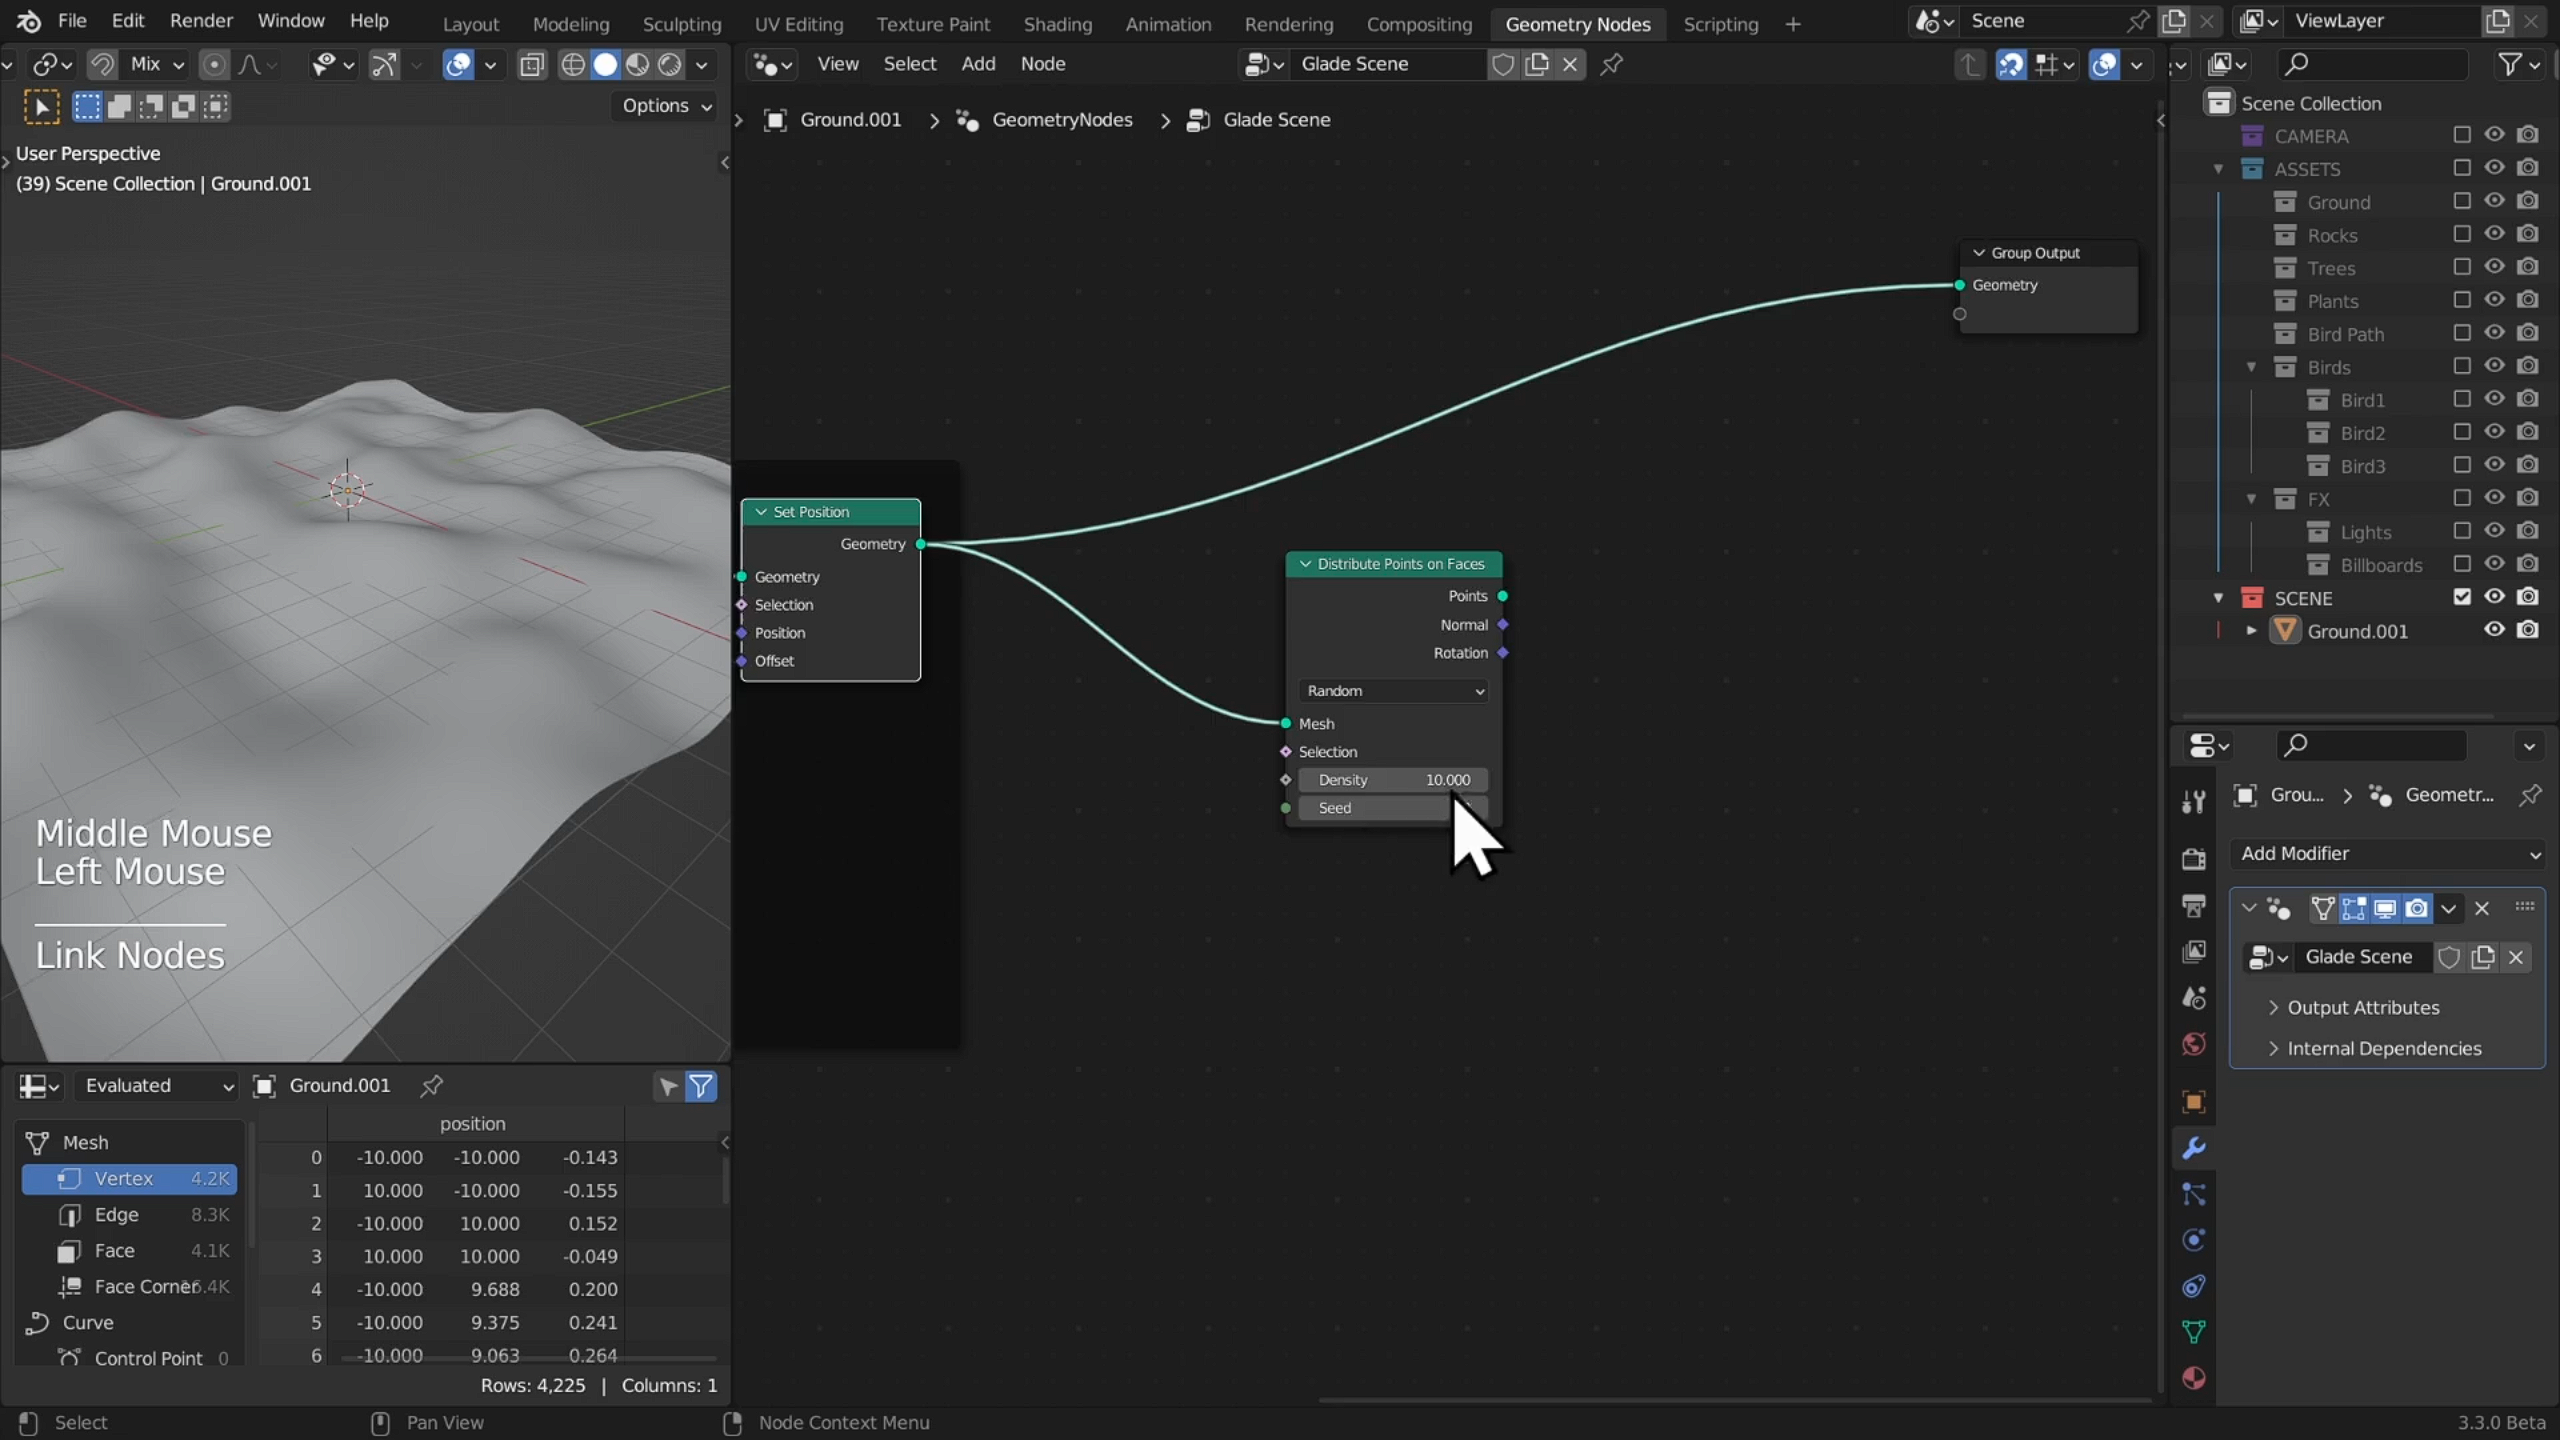 File Edit Render Window Help
Layout Modeling Sculpting UV Editing Texture Paint Shading Animation Rendering Compositing Geometry Nodes Scripting +
Scene
ViewLayer
Mix
View Select Add Node
Glade Scene
Options
Ground.001 > GeometryNodes > Glade Scene
User Perspective
(39) Scene Collection | Ground.001
Middle Mouse
Left Mouse
Link Nodes
Set Position
Geometry
Geometry
Selection
Position
Offset
Distribute Points on Faces
Points
Normal
Rotation
Random
Mesh
Selection
Density 10.000
Seed
Group Output
Geometry
Scene Collection
CAMERA
ASSETS
Ground
Rocks
Trees
Plants
Bird Path
Birds
Bird1
Bird2
Bird3
FX
Lights
Billboards
SCENE
Ground.001
Grou... > Geometr...
Add Modifier
Glade Scene
Output Attributes
Internal Dependencies
Evaluated
Ground.001
Mesh
Vertex 4.2K
Edge 8.3K
Face 4.1K
Face Corner
Curve
Control Point 0
position
0 -10.000 -10.000 -0.143
1 10.000 -10.000 -0.155
2 -10.000 10.000 0.152
3 10.000 10.000 -0.049
4 -10.000 9.688 0.200
5 -10.000 9.375 0.241
6 -10.000 9.063 0.264
Rows: 4,225 | Columns: 1
Select
Pan View
Node Context Menu
3.3.0 Beta